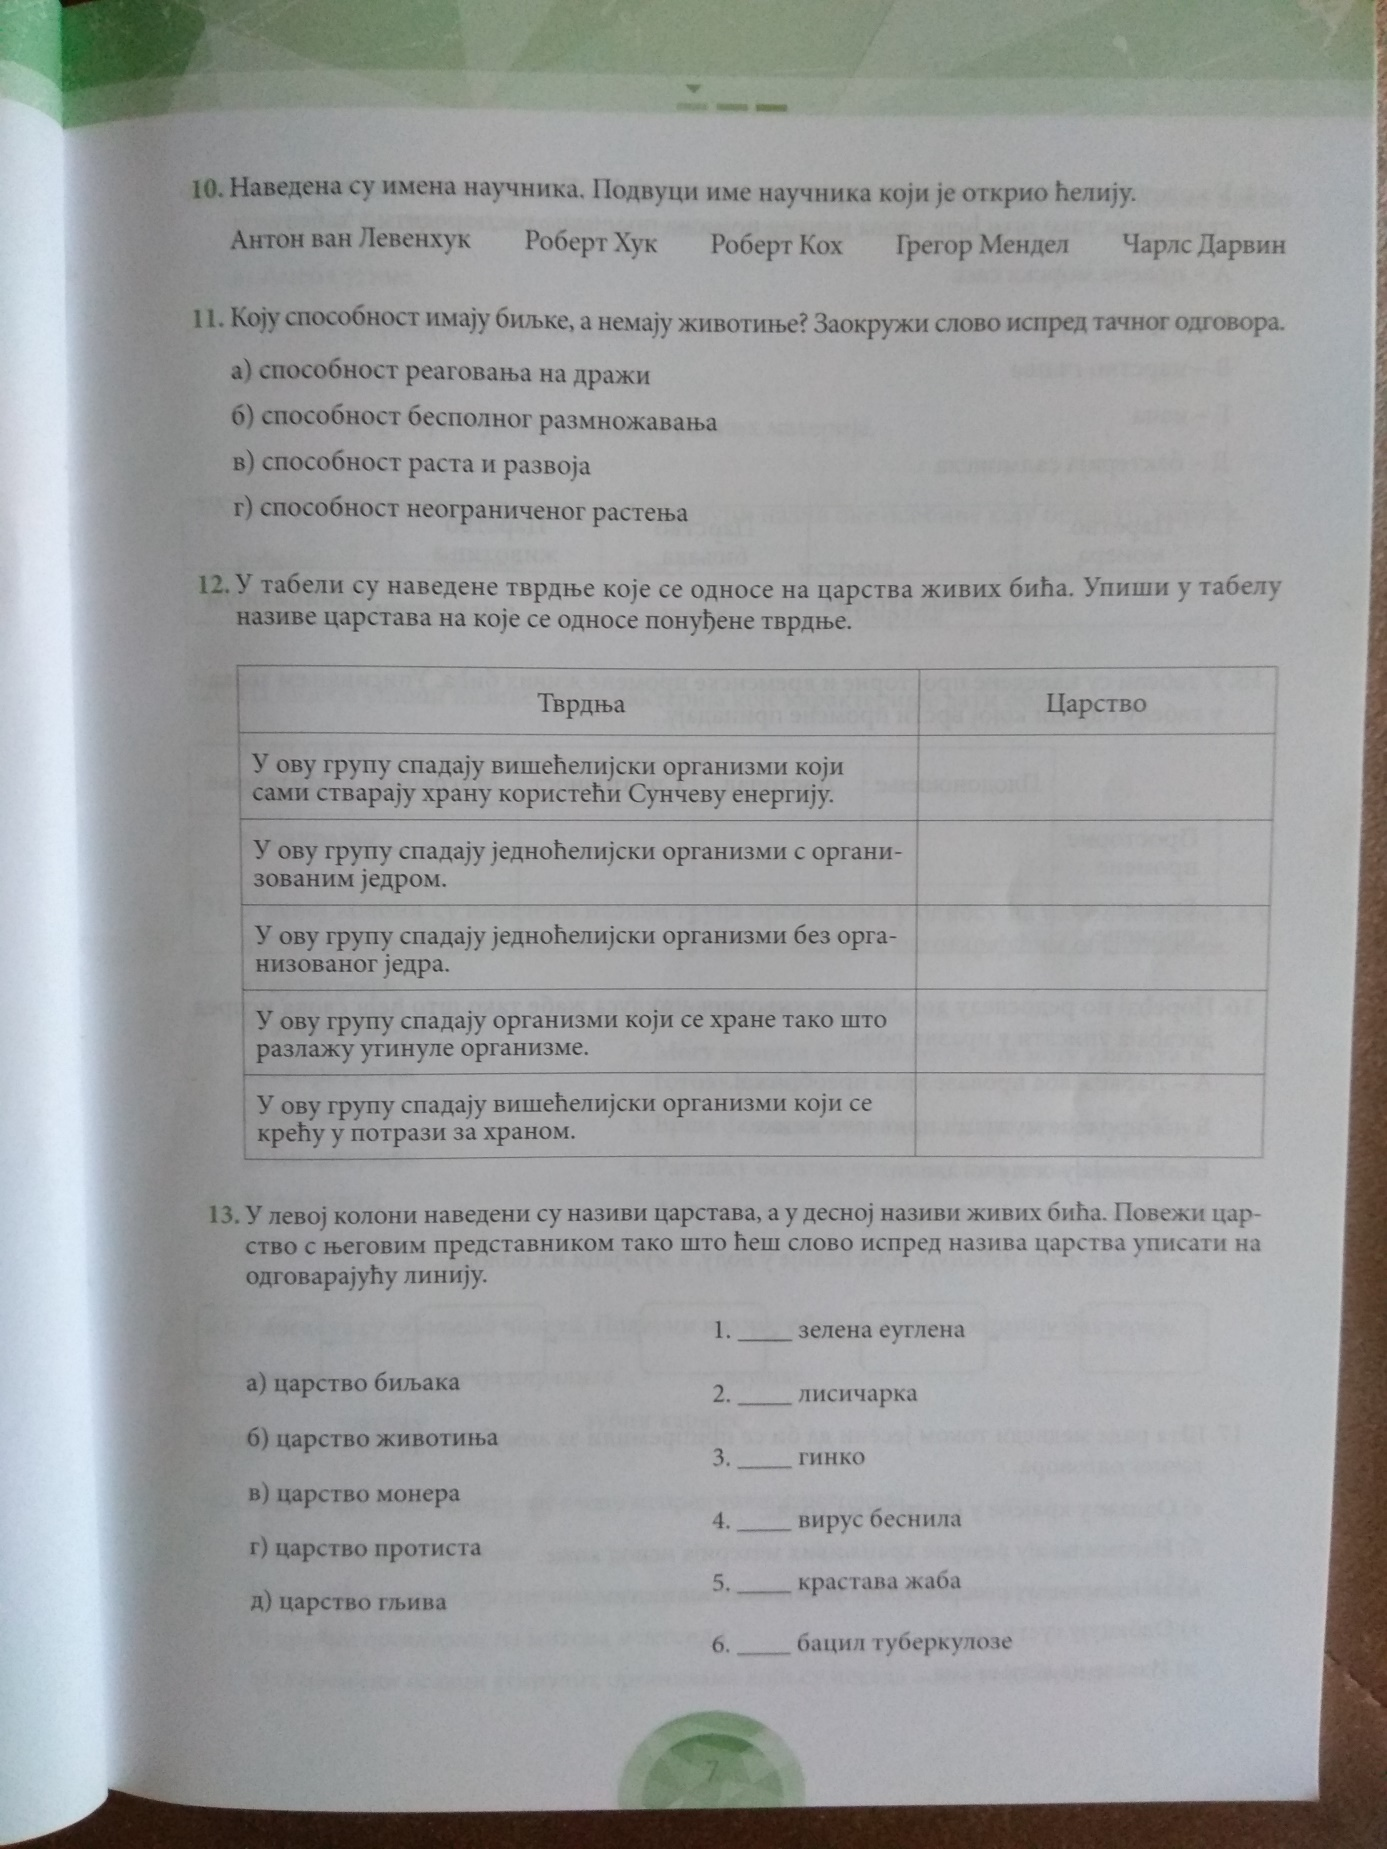 10. Наведена су имена научника. Подвуци име научника који је открио ћелију.
Антон ван Левенхук Роберт Хук Роберт Кох Грегор Мендел Чарлс Дарвин
11. Коју способност имају биљке, а немају животиње? Заокружи слово испред тачног одговора.
а) способност реаговања на дражи
б) способност бесполног размножавања
в) способност раста и развоја
г) способност неограниченог растења
12. У табели су наведене тврдње које се односе на царства живих бића. Упиши у табелу
називе царстава на које се односе понуђене тврдње.
Тврдња Царство
У ову групу спадају вишећелијски организми који
сами стварају храну користећи Сунчеву енергију.
У ову групу спадају једноћелијски организми с органи-
зованим једром.
У ову групу спадају једноћелијски организми без орга-
низованог једра.
У ову групу спадају организми који се хране тако што
разлажу угинуле организме.
У ову групу спадају вишећелијски организми који се
крећу у потрази за храном.
13. У левој колони наведени су називи царстава, а у десној називи живих бића. Повежи цар-
ство с његовим представником тако што ћеш слово испред назива царства уписати на
одговарајућу линију.
а) царство биљака
б) царство животиња
в) царство монера
г) царство протиста
д) царство гљива
1. ____ зелена еуглена
2. ____ лисичарка
3. ____ гинко
4. ____ вирус беснила
5. ____ крастава жаба
6. ____ бацил туберкулозе
7